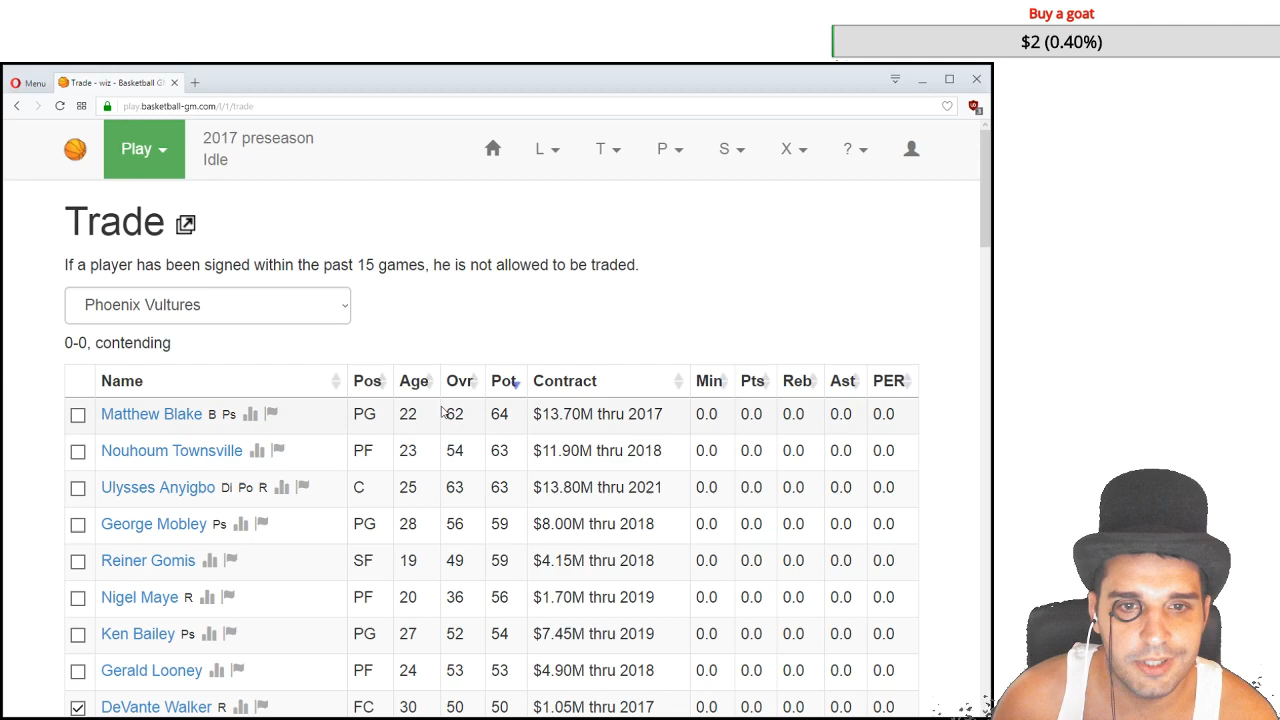 Buy a goat
$2 (0.40%)
Menu
Trade - wiz - Basketball GM
play.basketball-gm.com/l/1/trade
Play
2017 preseason
Idle
L T P S X ?
Trade
If a player has been signed within the past 15 games, he is not allowed to be traded.
Phoenix Vultures
0-0, contending
Name Pos Age Ovr Pot Contract Min Pts Reb Ast PER
Matthew Blake B Ps PG 22 62 64 $13.70M thru 2017 0.0 0.0 0.0 0.0 0.0
Nouhoum Townsville PF 23 54 63 $11.90M thru 2018 0.0 0.0 0.0 0.0 0.0
Ulysses Anyigbo Di Po R C 25 63 63 $13.80M thru 2021 0.0 0.0 0.0 0.0 0.0
George Mobley Ps PG 28 56 59 $8.00M thru 2018 0.0 0.0 0.0 0.0 0.0
Reiner Gomis SF 19 49 59 $4.15M thru 2018 0.0 0.0 0.0 0.0 0.0
Nigel Maye R PF 20 36 56 $1.70M thru 2019 0.0 0.0 0.0 0.0 0.0
Ken Bailey Ps PG 27 52 54 $7.45M thru 2019 0.0 0.0 0.0 0.0 0.0
Gerald Looney PF 24 53 53 $4.90M thru 2018 0.0 0.0 0.0 0.0 0.0
DeVante Walker R FC 30 50 50 $1.05M thru 2017 0.0 0.0 0.0 0.0 0.0